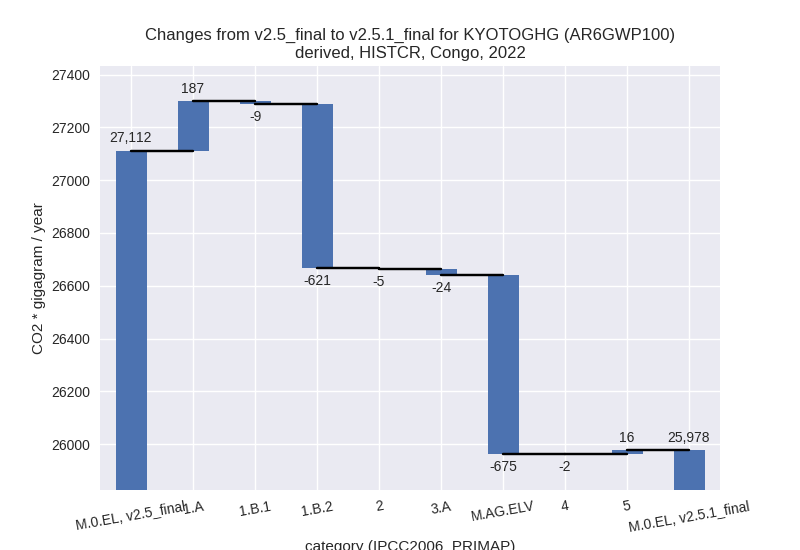 Changes from v2.5_final to v2.5.1_final for KYOTOGHG (AR6GWP100)
derived, HISTCR, Congo, 2022
27400
27200
27000
26800
26600
26400
26200
26000
CO2 * gigagram / year
27,112
187
-9
-621
-5
-24
-675
-2
16
25,978
M.0.EL, v2.5_final
1.A
1.B.1
1.B.2
2
3.A
M.AG.ELV
4
5
M.0.EL, v2.5.1_final
category (IPCC2006_PRIMAP)